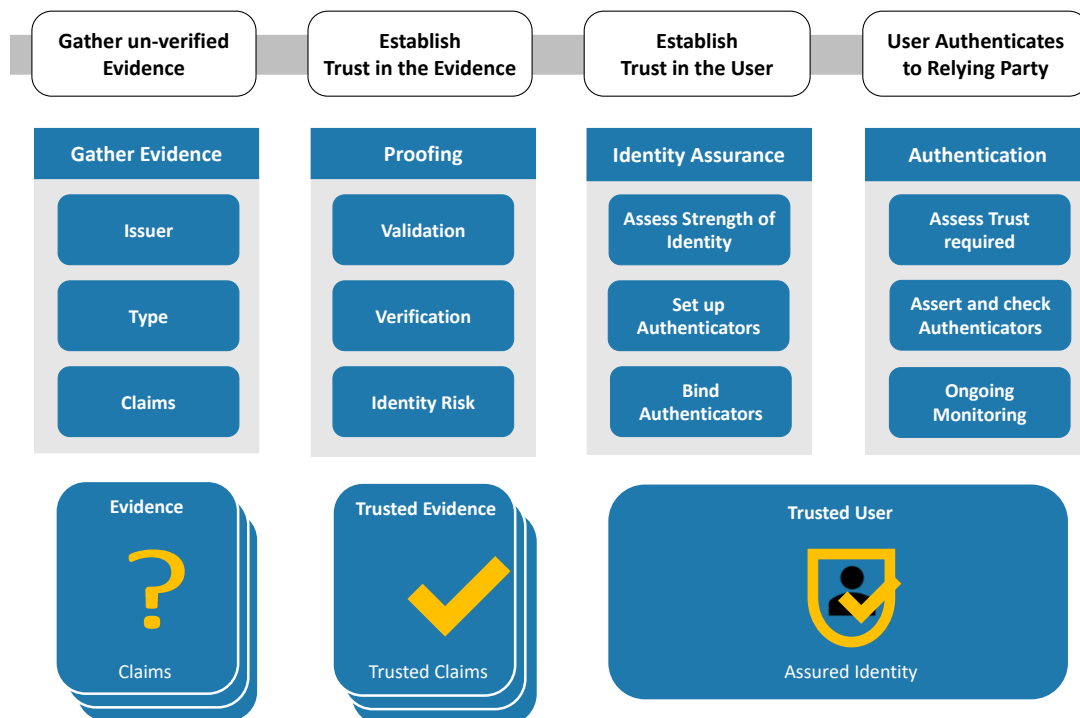 Gather un-verified
Evidence
Establish
Trust in the Evidence
Establish
Trust in the User
User Authenticates
to Relying Party
Gather Evidence
Issuer
Type
Claims
Proofing
Validation
Verification
Identity Risk
Identity Assurance
Assess Strength of
Identity
Set up
Authenticators
Bind
Authenticators
Authentication
Assess Trust
required
Assert and check
Authenticators
Ongoing
Monitoring
Evidence
?
Claims
Trusted Evidence
Trusted Claims
Trusted User
Assured Identity